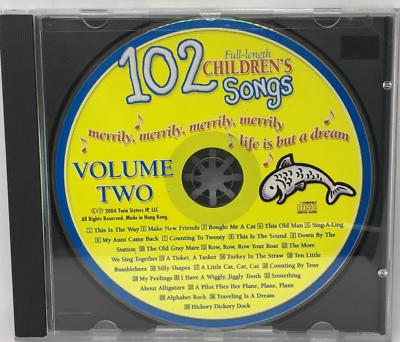 102
Full-length
CHILDREN'S
SONGS
merrily, merrily, merrily, merrily
life is but a dream
VOLUME
TWO
©℗ 2004 Twin Sisters IP, LLC
All Rights Reserved. Made in Hong Kong.
This Is The Way Make New Friends Bought Me A Cat This Old Man Sing-A-Ling
My Aunt Came Back Counting To Twenty This Is The Sound Down By The
Station The Old Gray Mare Row, Row, Row Your Boat The More
We Sing Together A Tisket, A Tasket Turkey In The Straw Ten Little
Bumblebees Silly Shapes A Little Cat, Cat, Cat Counting By Tens
My Feelings I Have A Wiggly Jiggly Tooth Something
About Alligators A Pilot Flies Her Plane, Plane, Plane
Alphabet Rock Traveling Is A Dream
Hickory Dickory Dock